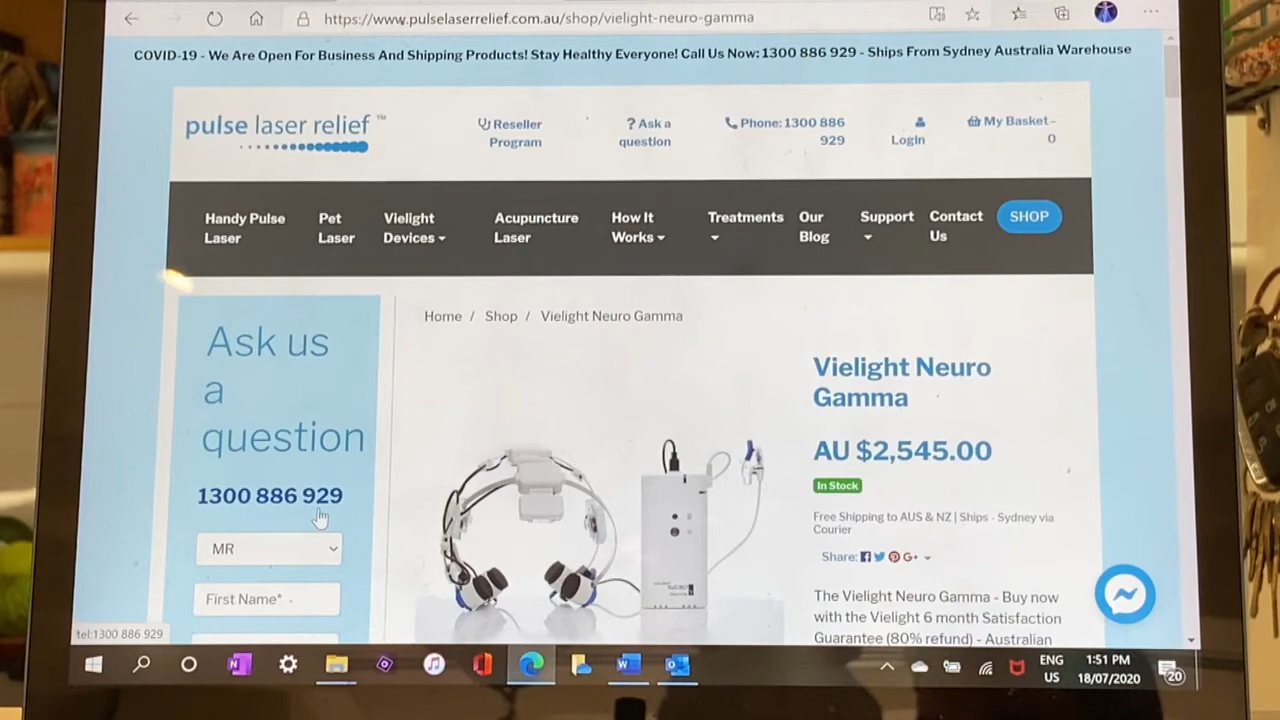 https://www.pulselaserrelief.com.au/shop/vielight-neuro-gamma
COVID-19 - We Are Open For Business And Shipping Products! Stay Healthy Everyone! Call Us Now: 1300 886 929 - Ships From Sydney Australia Warehouse
pulse laser relief ™
Reseller
Program
? Ask a
question
Phone: 1300 886
929
Login
My Basket -
0
Handy Pulse
Laser
Pet
Laser
Vielight
Devices
Acupuncture
Laser
How It
Works
Treatments
Our
Blog
Support
Contact
Us
SHOP
Ask us
a
question
1300 886 929
MR
First Name*
Home / Shop / Vielight Neuro Gamma
Vielight Neuro
Gamma
AU $2,545.00
In Stock
Free Shipping to AUS & NZ | Ships - Sydney via
Courier
Share:
The Vielight Neuro Gamma - Buy now
with the Vielight 6 month Satisfaction
Guarantee (80% refund) - Australian
tel:1300 886 929
ENG
US
1:51 PM
18/07/2020
20